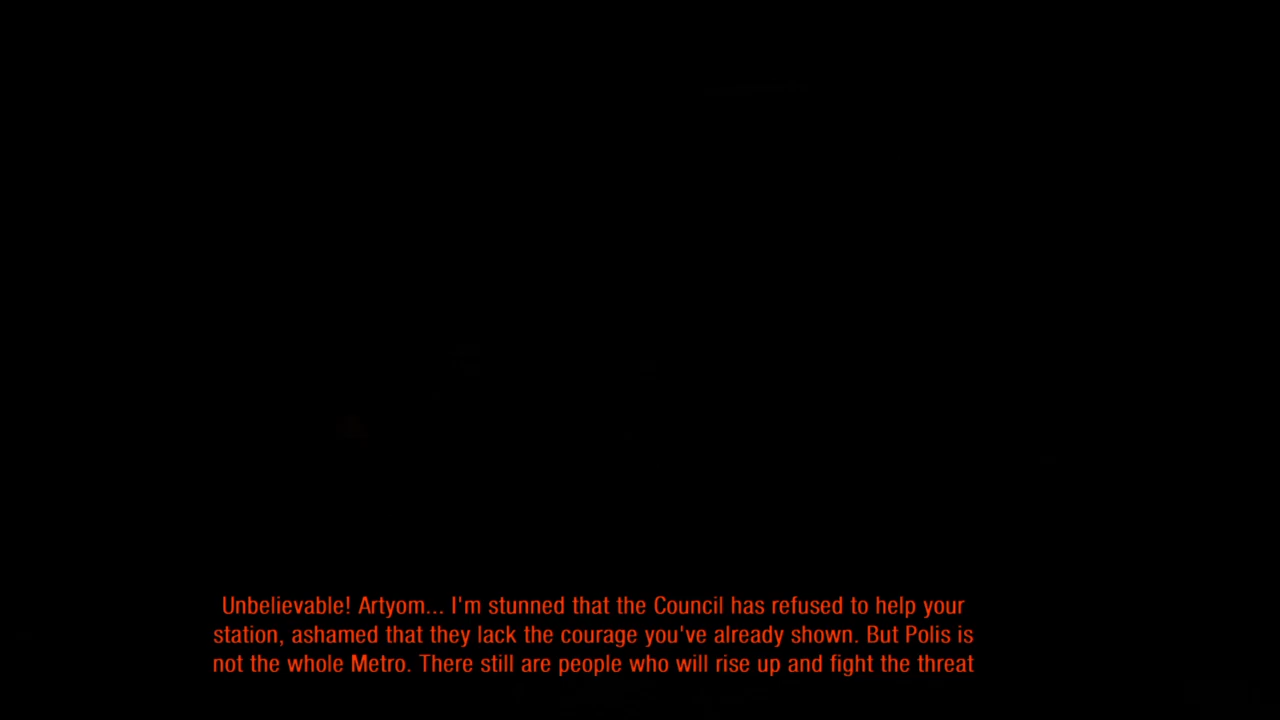 Unbelievable! Artyom... I'm stunned that the Council has refused to help your
station, ashamed that they lack the courage you've already shown. But Polis is
not the whole Metro. There still are people who will rise up and fight the threat